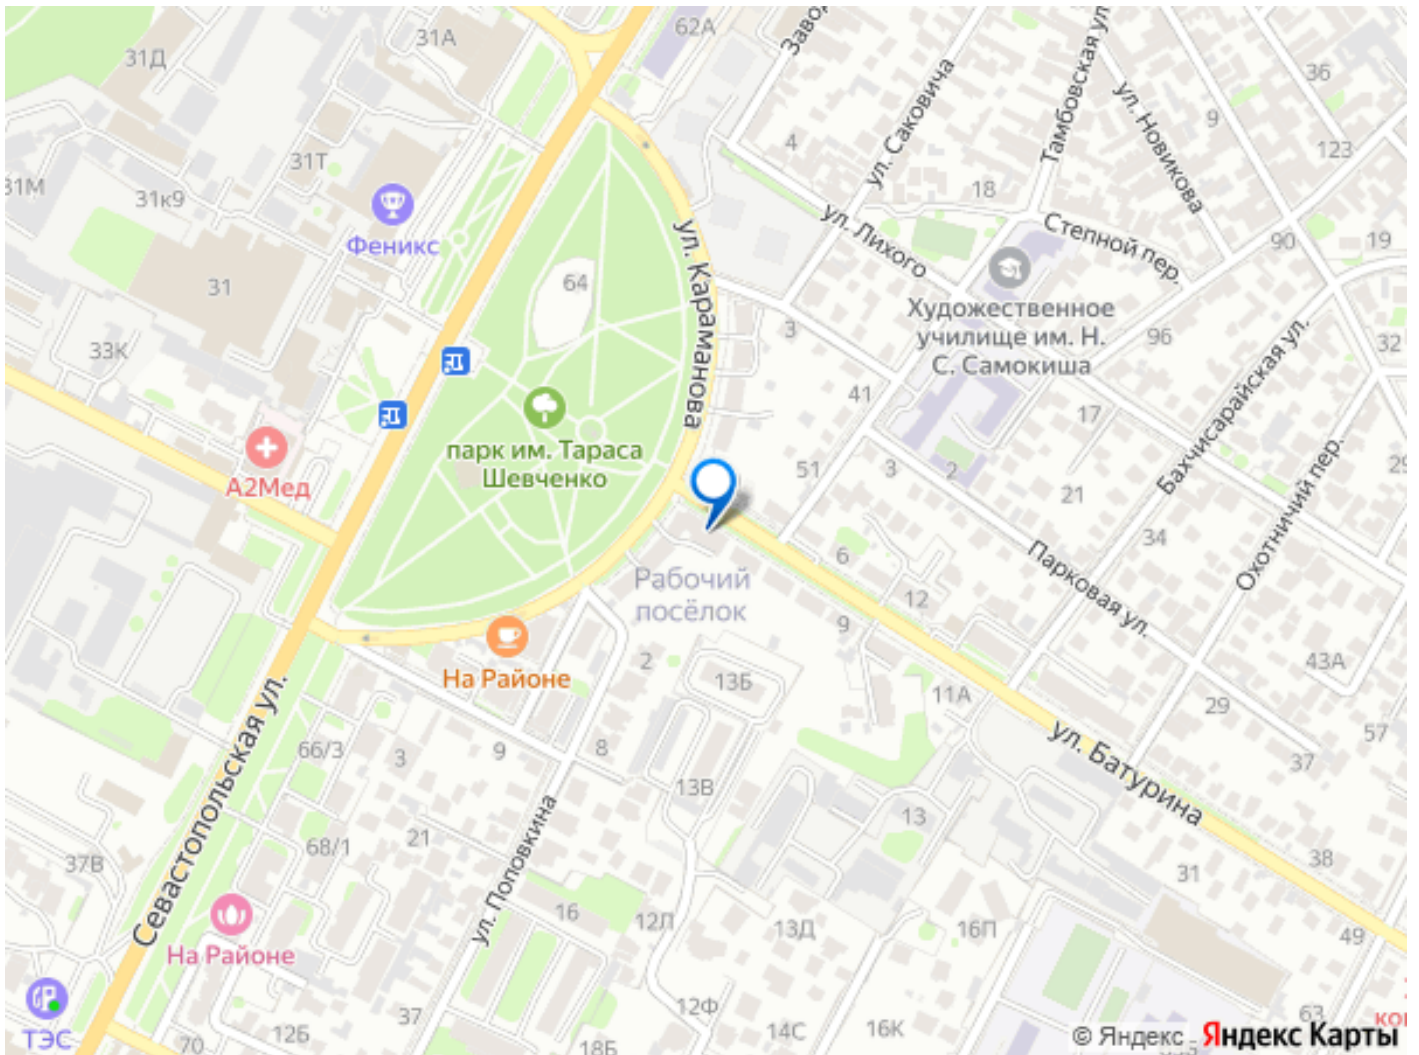 62А
31А
31Д
Завод
36
ул. Саковича
Тамбовская ул.
ул. Новикова
9
4
123
31Т
31М
31к9
18
Феникс
ул. Караманова
ул. Лихого
Степной пер.
90
19
31
64
Художественное
училище им. Н.
С. Самокиша
3
96
32
33К
41
17
Бахчисарайская ул.
парк им. Тараса
Шевченко
51
3
2
21
29
А2Мед
Охотничий пер.
34
6
Парковая ул.
Рабочий
посёлок
12
9
2
43А
На Районе
13Б
11А
29
Севастопольская ул.
66/3
3
9
8
57
ул. Батурина
37
13В
13
21
68/1
ул. Поповкина
38
37В
31
16
12Л
13Д
16П
49
На Районе
12Ф
63
ТЭС
70
12Б
37
18Б
14С
16К
© Яндекс
Яндекс Карты